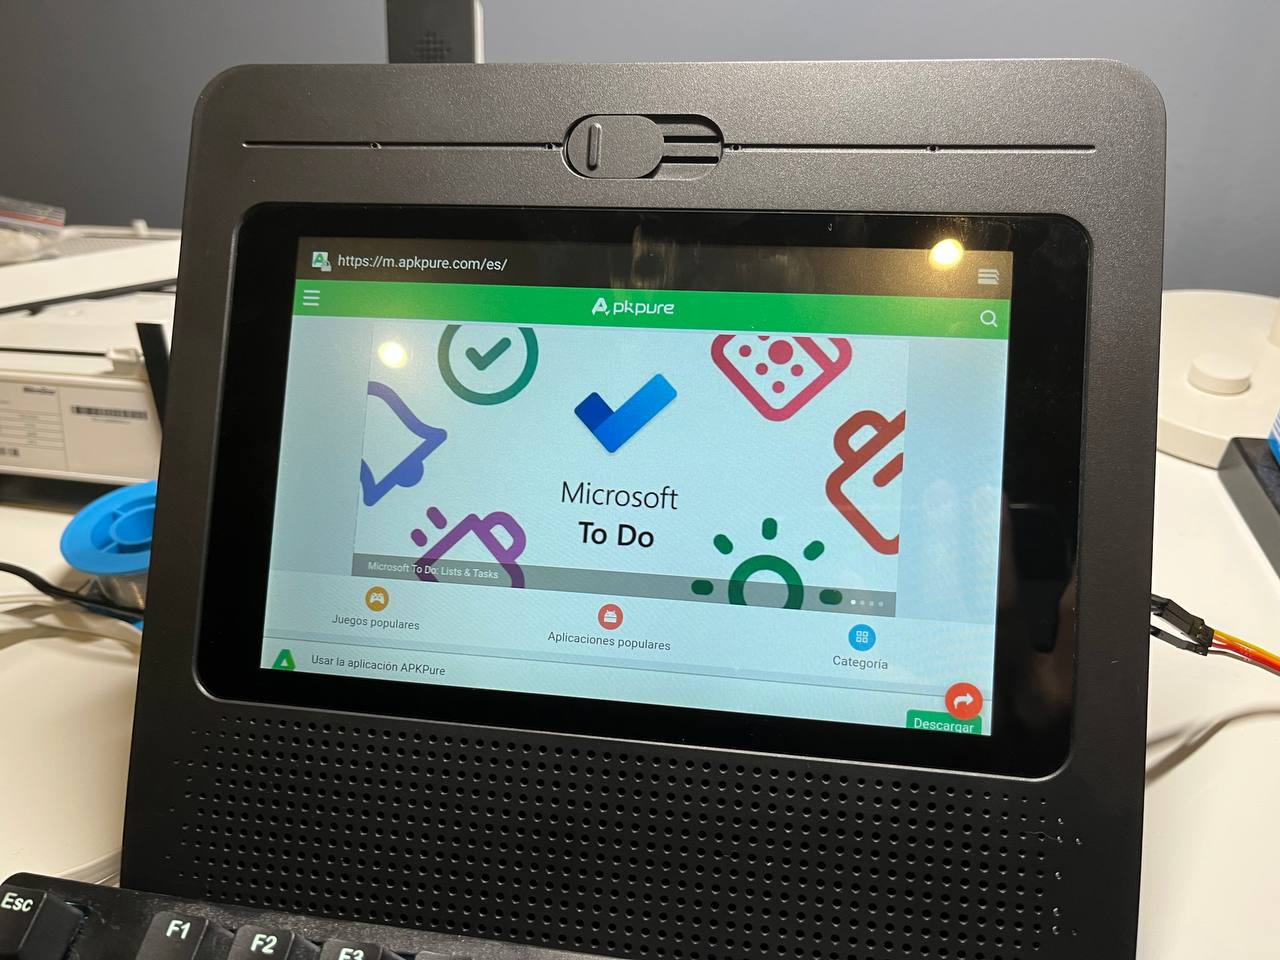 https://m.apkpure.com/es/
Apkpure
Microsoft
To Do
Microsoft To Do: Lists & Tasks
Juegos populares
Aplicaciones populares
Categoría
Usar la aplicación APKPure
Descargar
Esc
F1
F2
F3